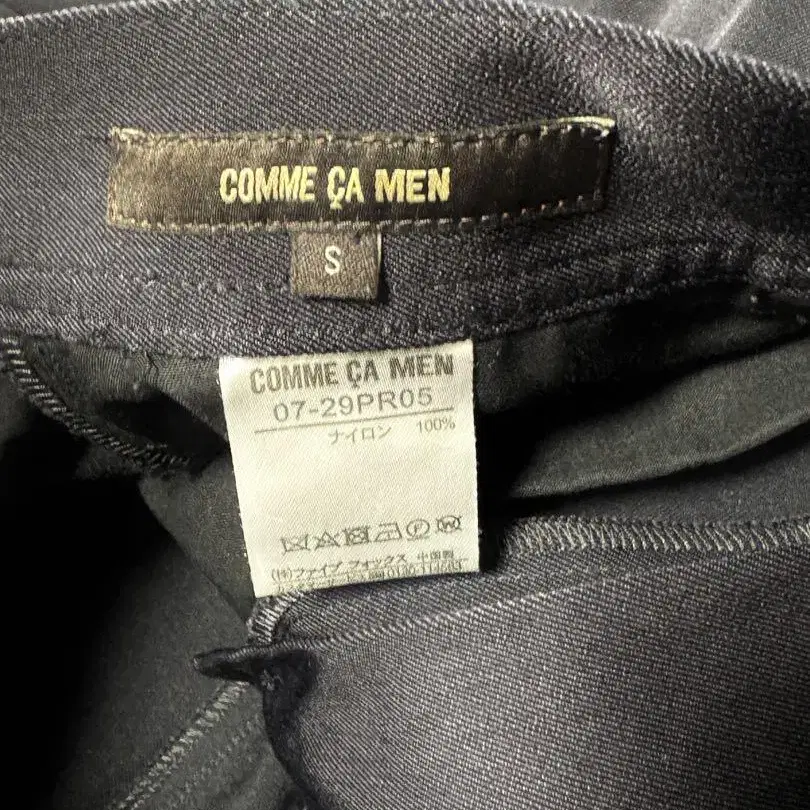 COMME ÇA MEN
S
COMME ÇA MEN
07-29PR05
ナイロン 100%
(株)ファイブ フォックス 中国製